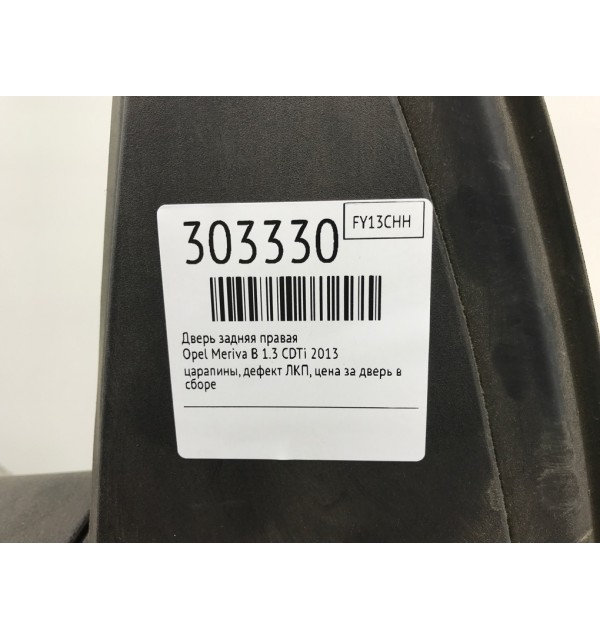 303330
FY13CHH
Дверь задняя правая
Opel Meriva B 1.3 CDTi 2013
царапины, дефект ЛКП, цена за дверь в
сборе